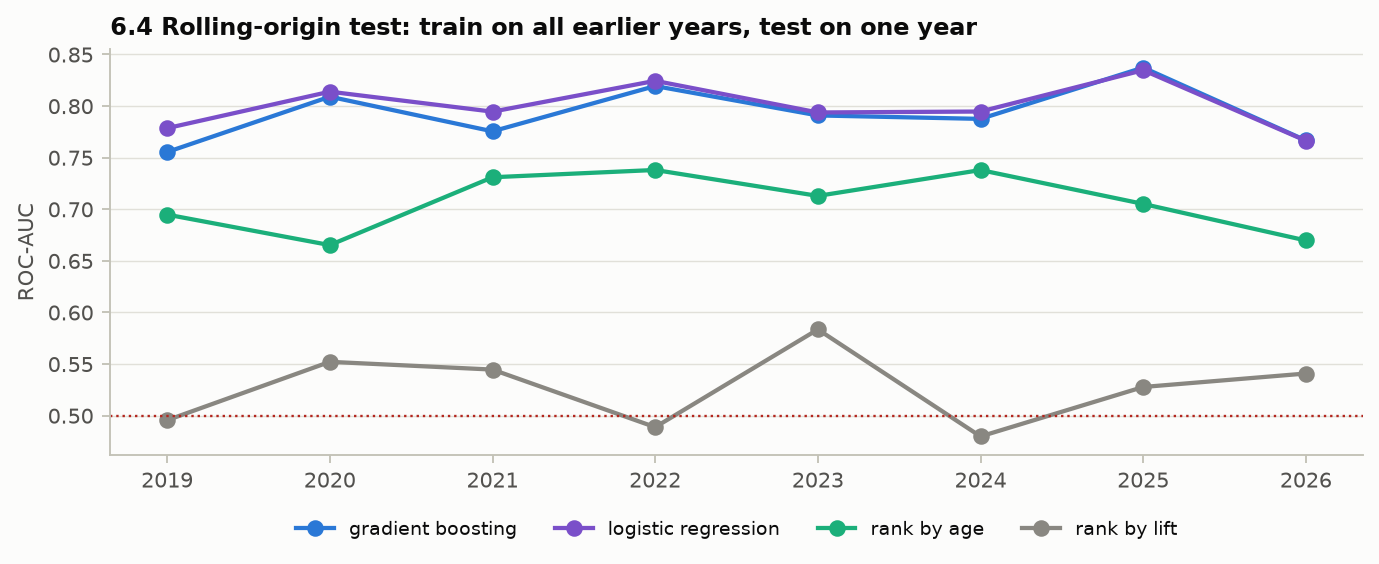 6.4 Rolling-origin test: train on all earlier years, test on one year
0.85
0.80
0.75
0.70
0.65
0.60
0.55
0.50
ROC-AUC
2019 2020 2021 2022 2023 2024 2025 2026
gradient boosting logistic regression rank by age rank by lift